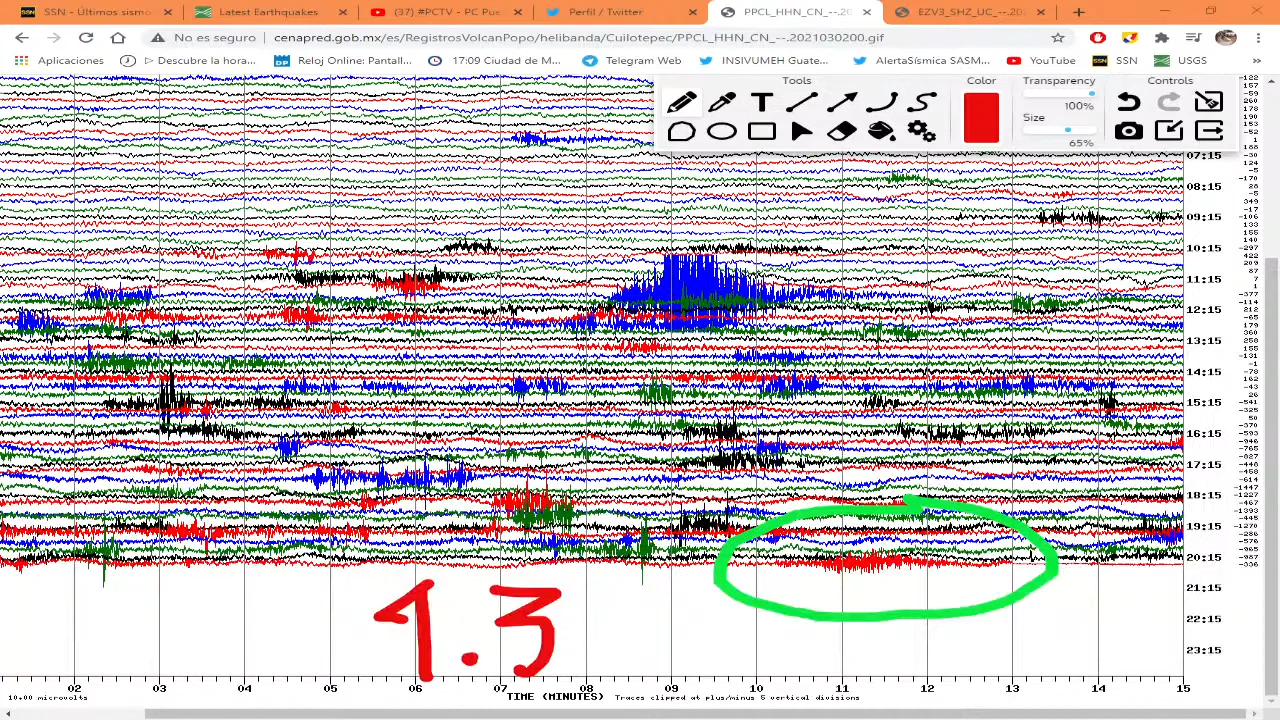 SSN - Últimos sismo
Latest Earthquakes
(37) #PCTV - PC Pue
Perfil / Twitter
PPCL_HHN_CN_--.20
EZV3_SHZ_UC_--.202
No es seguro
cenapred.gob.mx/es/RegistrosVolcanPopo/helibanda/Cuilotepec/PPCL_HHN_CN_--.2021030200.gif
Aplicaciones
▷ Descubre la hora...
Reloj Online: Pantall...
17:09 Ciudad de M...
Telegram Web
INSIVUMEH Guate...
AlertaSísmica SASM...
YouTube
SSN
USGS
»
Tools
Color
Transparency
100%
Size
65%
Controls
07:15
08:15
09:15
10:15
11:15
12:15
13:15
14:15
15:15
16:15
17:15
18:15
19:15
20:15
21:15
22:15
23:15
1.3
02 03 04 05 06 07 08 09 10 11 12 13 14 15
10.00 microvolts
TIME (MINUTES)
Traces clipped at plus/minus 5 vertical divisions